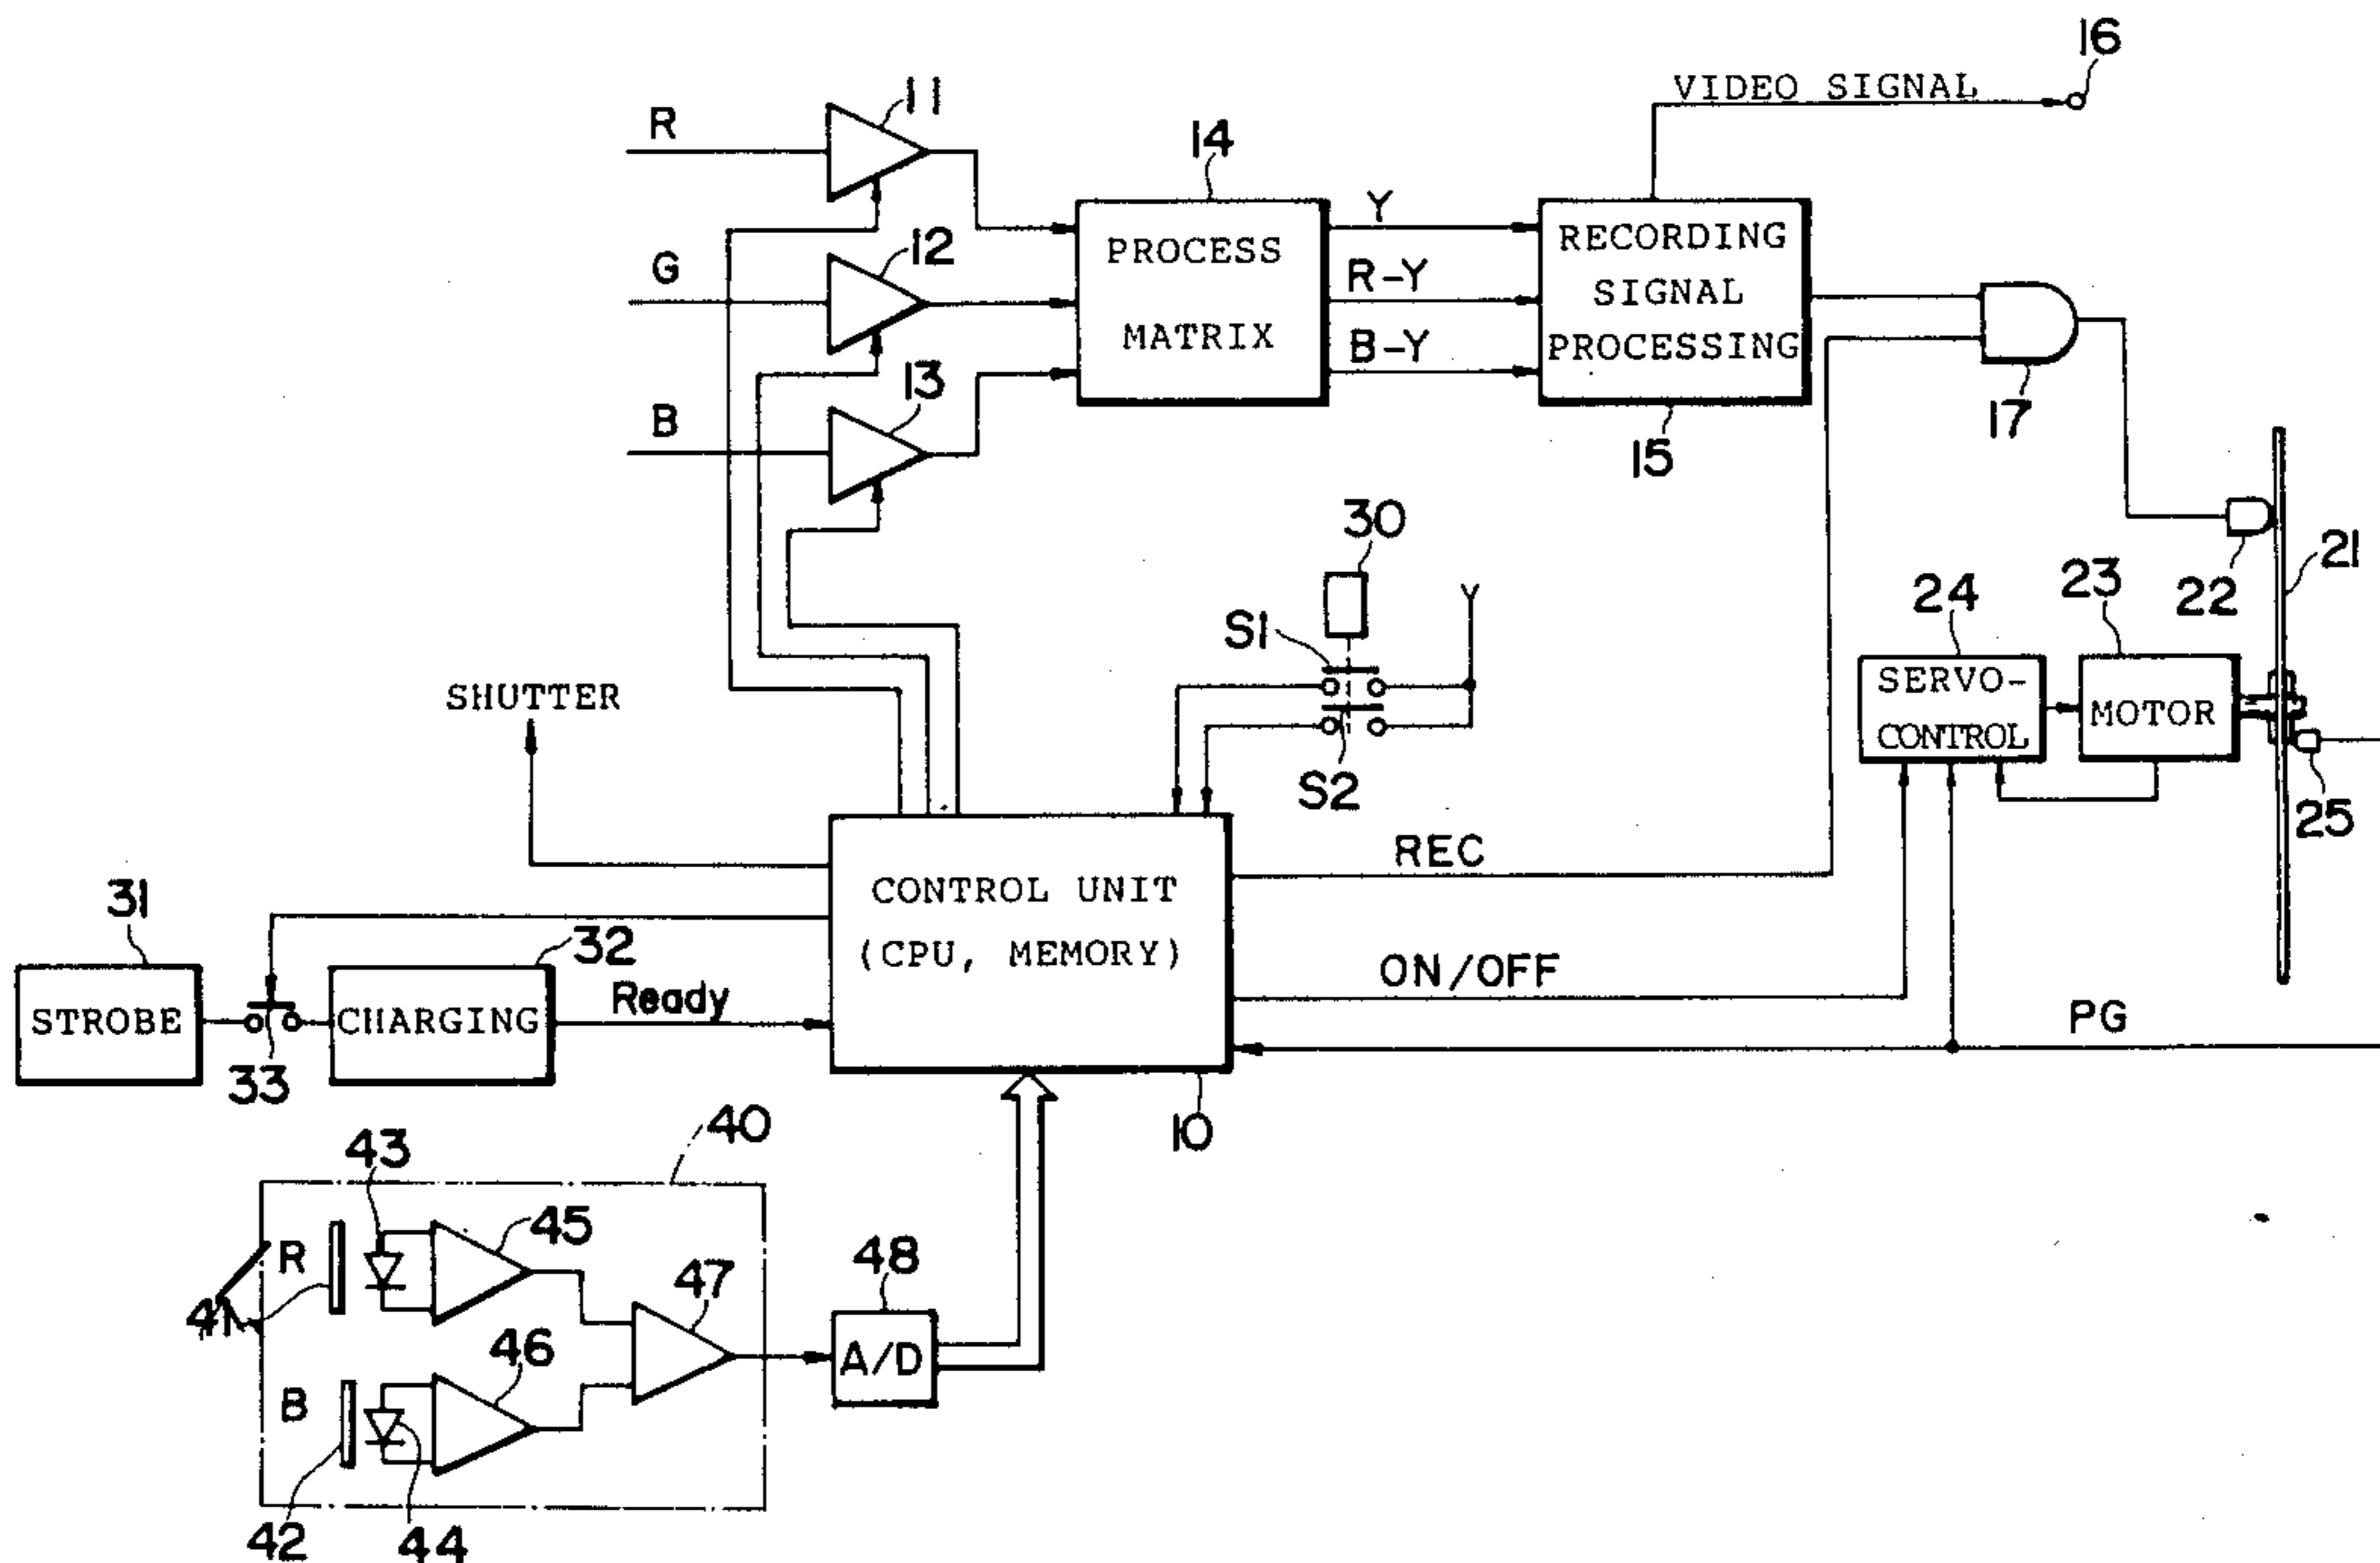 16
VIDEO SIGNAL
11
R
14
12
G
PROCESS
MATRIX
Y
R-Y
B-Y
RECORDING
SIGNAL
PROCESSING
13
B
17
15
30
S1
Y
S2
22
21
24
23
SERVO-
CONTROL
MOTOR
25
SHUTTER
REC
CONTROL UNIT
(CPU, MEMORY)
31
32
ON/OFF
STROBE
CHARGING
Ready
PG
33
10
40
43
45
R
41
47
48
A/D
46
B
42
44